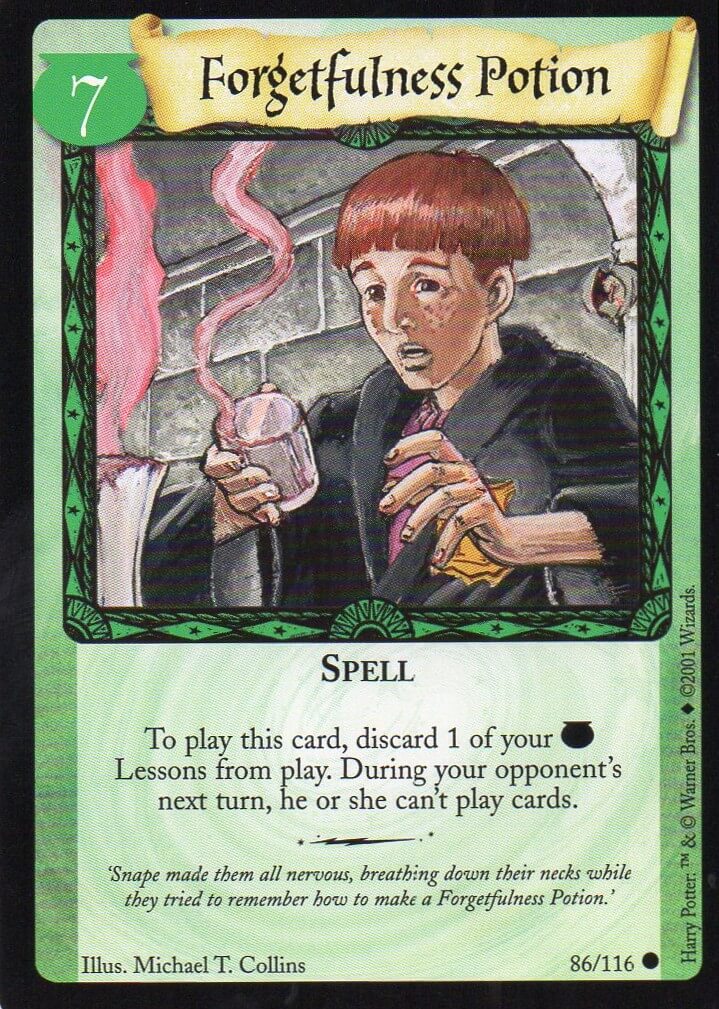 7
Forgetfulness Potion
SPELL
To play this card, discard 1 of your
Lessons from play. During your opponent's
next turn, he or she can't play cards.
'Snape made them all nervous, breathing down their necks while
they tried to remember how to make a Forgetfulness Potion.'
Illus. Michael T. Collins
86/116
Harry Potter: ™ & © Warner Bros. ◆ ©2001 Wizards.